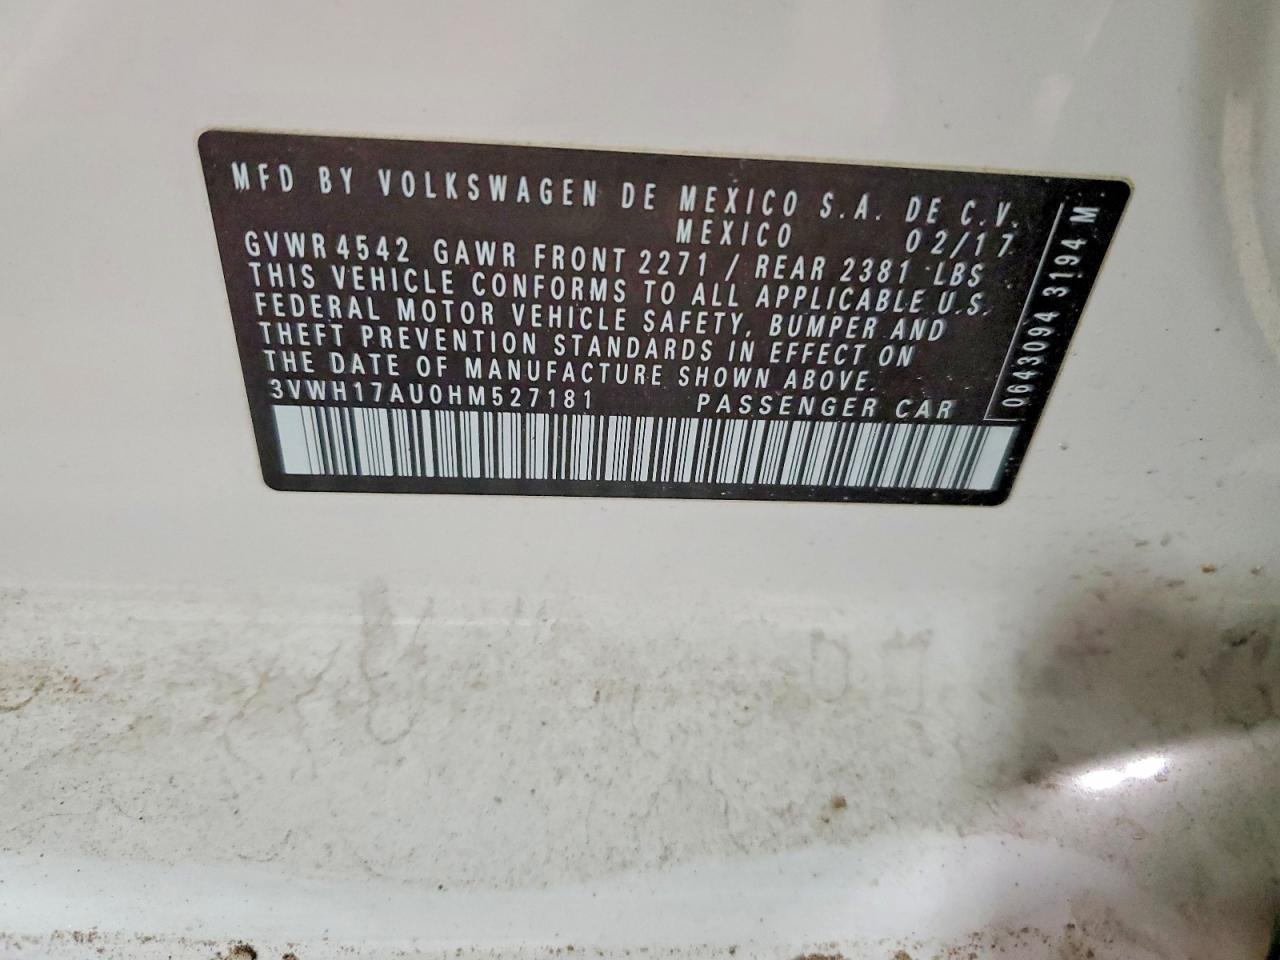 MFD BY VOLKSWAGEN DE MEXICO S.A. DE C.V.
MEXICO 02/17
GVWR 4542 GAWR FRONT 2271 / REAR 2381 LBS
THIS VEHICLE CONFORMS TO ALL APPLICABLE U.S.
FEDERAL MOTOR VEHICLE SAFETY, BUMPER AND
THEFT PREVENTION STANDARDS IN EFFECT ON
THE DATE OF MANUFACTURE SHOWN ABOVE.
3VWH17AU0HM527181 PASSENGER CAR
0643094 3194 M